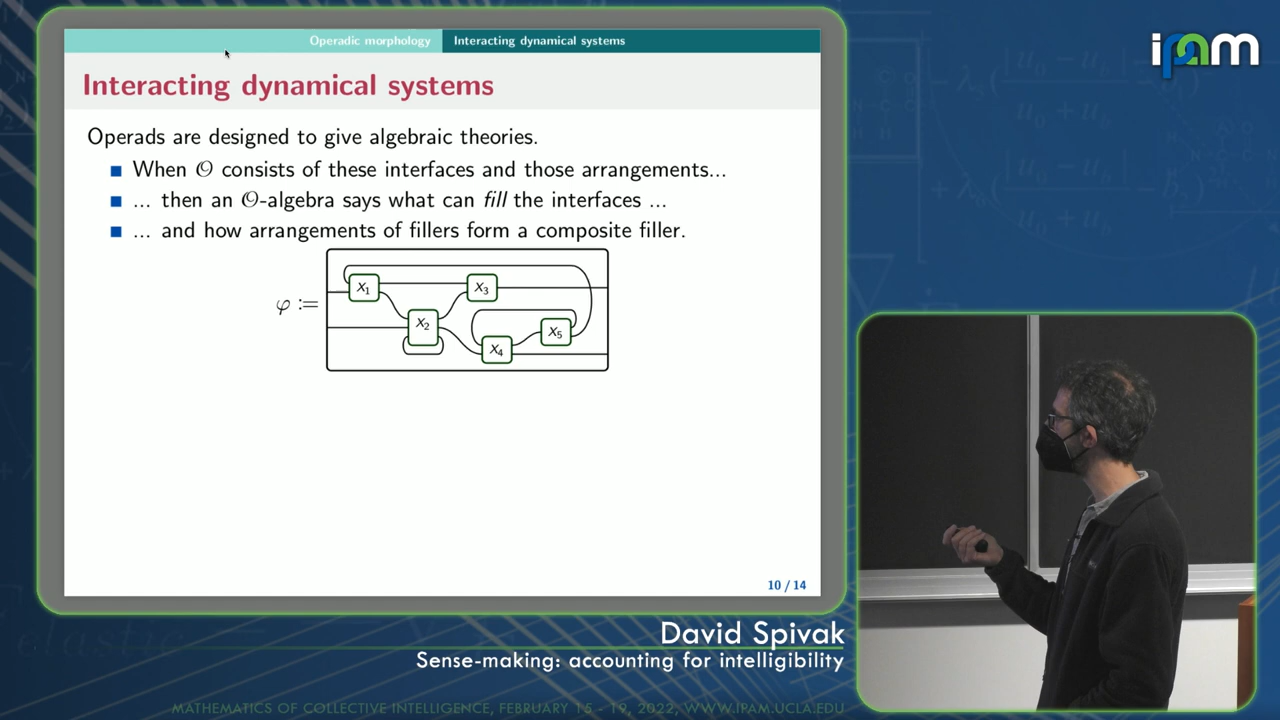 Operadic morphology Interacting dynamical systems
ipam
Interacting dynamical systems
Operads are designed to give algebraic theories.
When 𝒪 consists of these interfaces and those arrangements...
... then an 𝒪-algebra says what can fill the interfaces ...
... and how arrangements of fillers form a composite filler.
φ :=
X₁
X₃
X₂
X₅
X₄
10 / 14
David Spivak
Sense-making: accounting for intelligibility
MATHEMATICS OF COLLECTIVE INTELLIGENCE, FEBRUARY 15 - 19, 2022, WWW.IPAM.UCLA.EDU